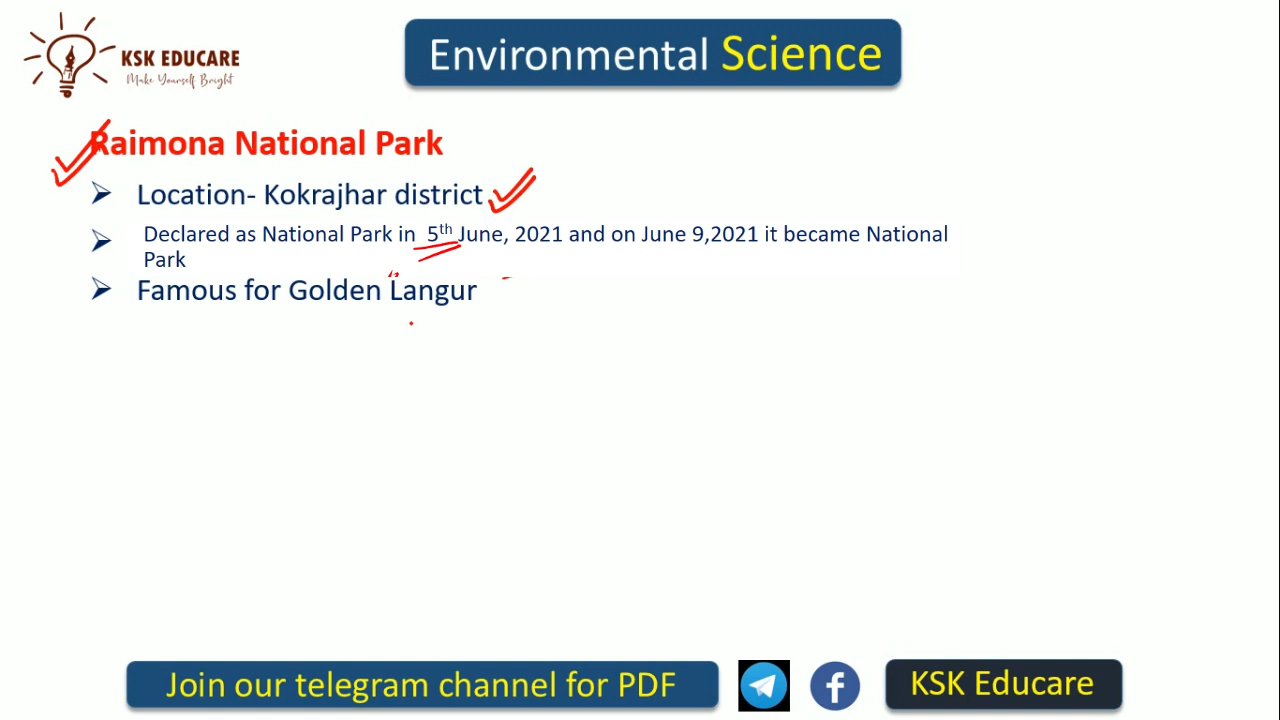 KSK EDUCARE
Make Yourself Bright
Environmental Science
Raimona National Park
➢ Location- Kokrajhar district
➢ Declared as National Park in 5th June, 2021 and on June 9,2021 it became National
Park
➢ Famous for Golden Langur
Join our telegram channel for PDF
KSK Educare